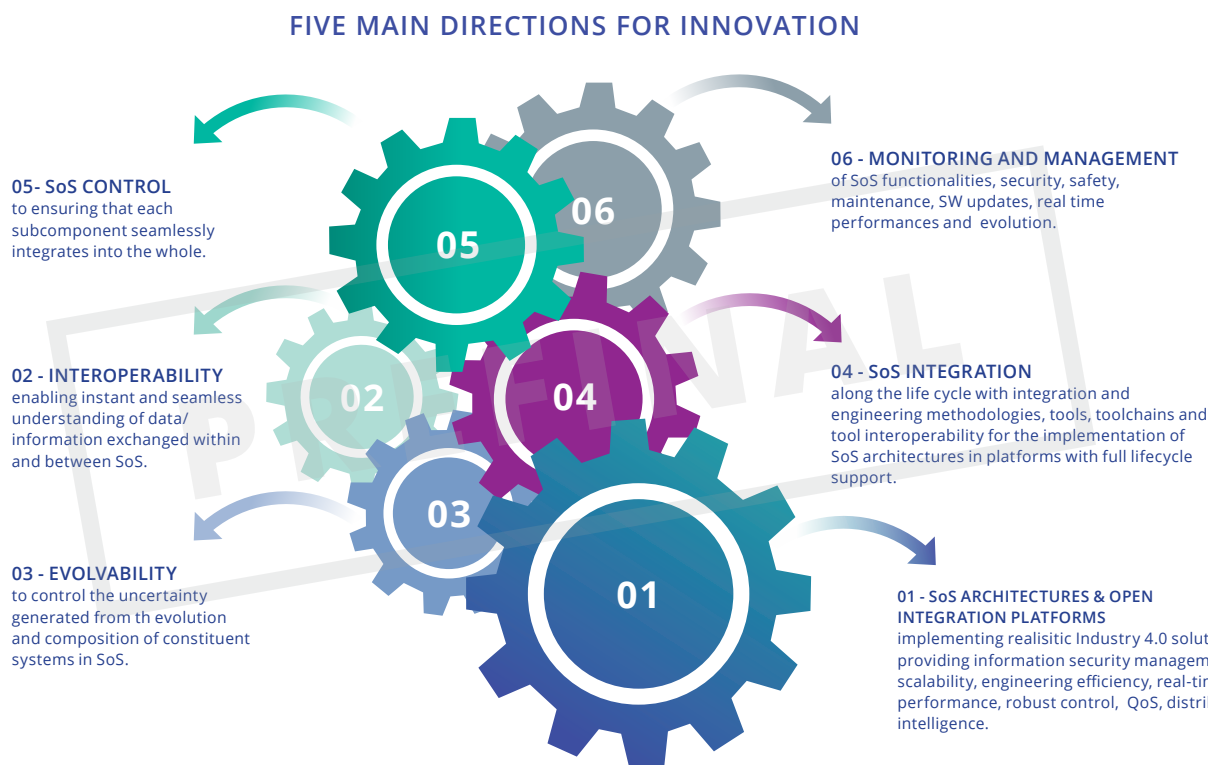 FIVE MAIN DIRECTIONS FOR INNOVATION
05- SoS CONTROL
to ensuring that each
subcomponent seamlessly
integrates into the whole.
06 - MONITORING AND MANAGEMENT
of SoS functionalities, security, safety,
maintenance, SW updates, real time
performances and evolution.
05
06
02 - INTEROPERABILITY
enabling instant and seamless
understanding of data/
information exchanged within
and between SoS.
02
04
04 - SoS INTEGRATION
along the life cycle with integration and
engineering methodologies, tools, toolchains and
tool interoperability for the implementation of
SoS architectures in platforms with full lifecycle
support.
03 - EVOLVABILITY
to control the uncertainty
generated from th evolution
and composition of constituent
systems in SoS.
03
01
01 - SoS ARCHITECTURES & OPEN
INTEGRATION PLATFORMS
implementing realisitic Industry 4.0
providing information security
scalability, engineering efficiency,
performance, robust control, QoS,
intelligence.